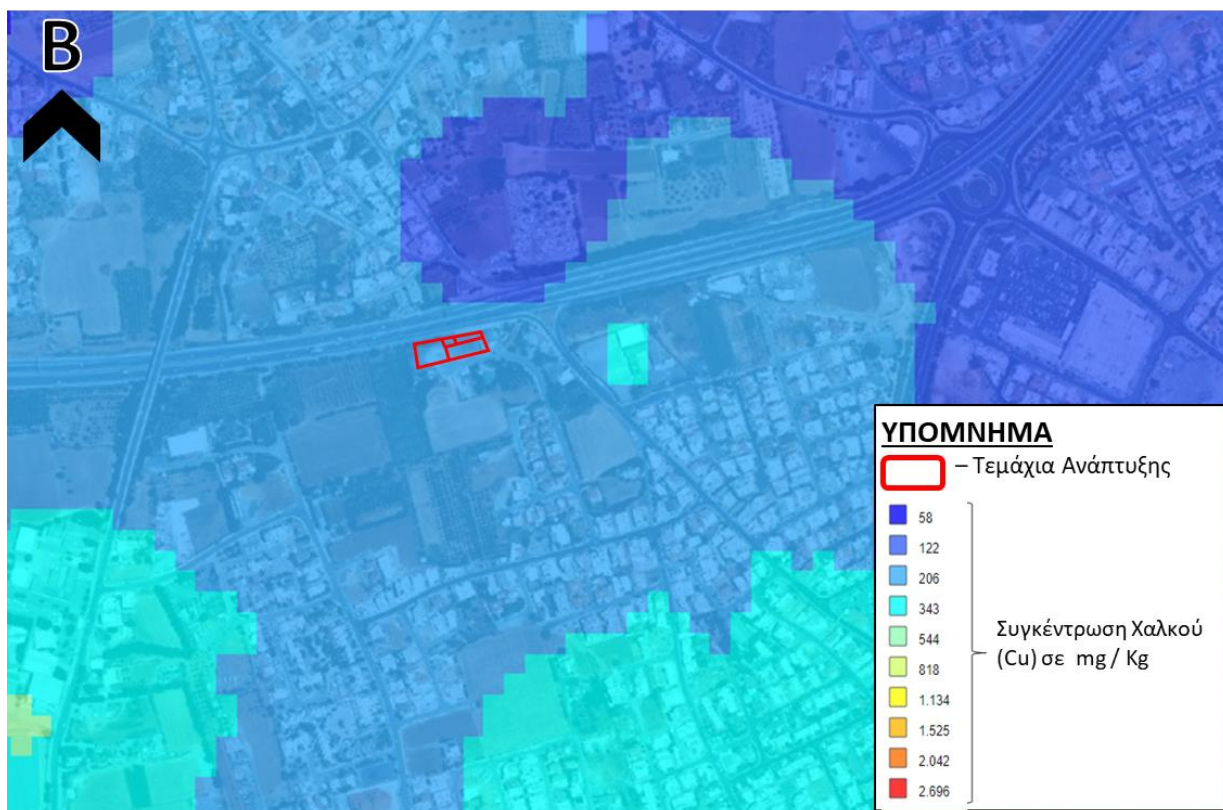 Β
ΥΠΟΜΝΗΜΑ
– Τεμάχια Ανάπτυξης
58
122
206
343
544
818
1.134
1.525
2.042
2.696
Συγκέντρωση Χαλκού
(Cu) σε mg / Kg